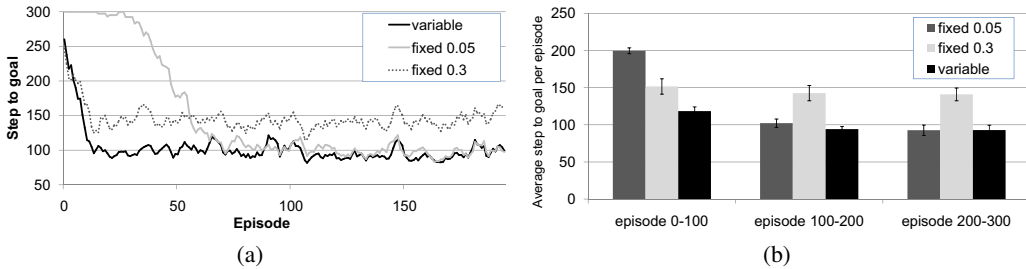 300
250
200
150
100
50
0
50
100
150
Step to goal
Episode
variable
fixed 0.05
fixed 0.3
(a)
250
200
150
100
50
0
Average step to goal per episode
fixed 0.05
fixed 0.3
variable
episode 0-100
episode 100-200
episode 200-300
(b)